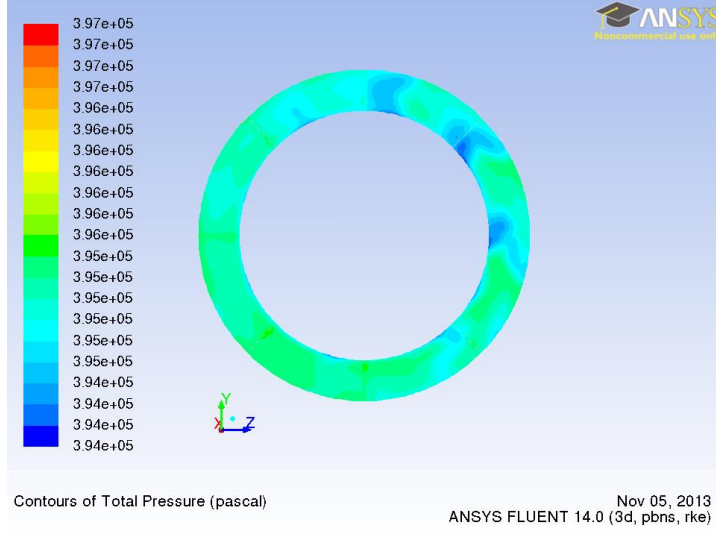 ANSYS
Noncommercial use only
3.97e+05
3.97e+05
3.97e+05
3.96e+05
3.96e+05
3.96e+05
3.96e+05
3.96e+05
3.96e+05
3.96e+05
3.96e+05
3.95e+05
3.95e+05
3.95e+05
3.95e+05
3.95e+05
3.94e+05
3.94e+05
3.94e+05
3.94e+05
Y
X
Z
Contours of Total Pressure (pascal)
Nov 05, 2013
ANSYS FLUENT 14.0 (3d, pbns, rke)